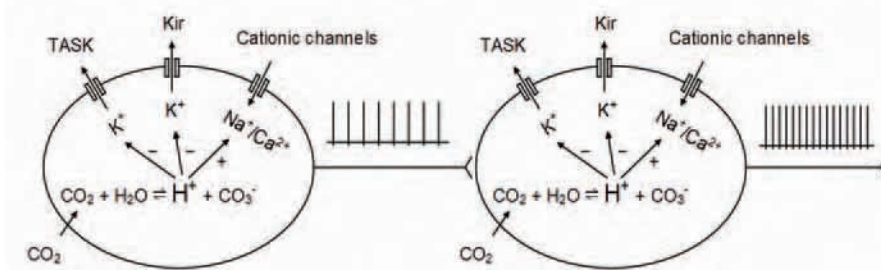 Kir
TASK
Cationic channels
K⁺
K⁺
Na⁺/Ca²⁺
− − +
CO₂ + H₂O ⇌ H⁺ + CO₃⁻
CO₂
Kir
TASK
Cationic channels
K⁺
K⁺
Na⁺/Ca²⁺
− − +
CO₂ + H₂O ⇌ H⁺ + CO₃⁻
CO₂